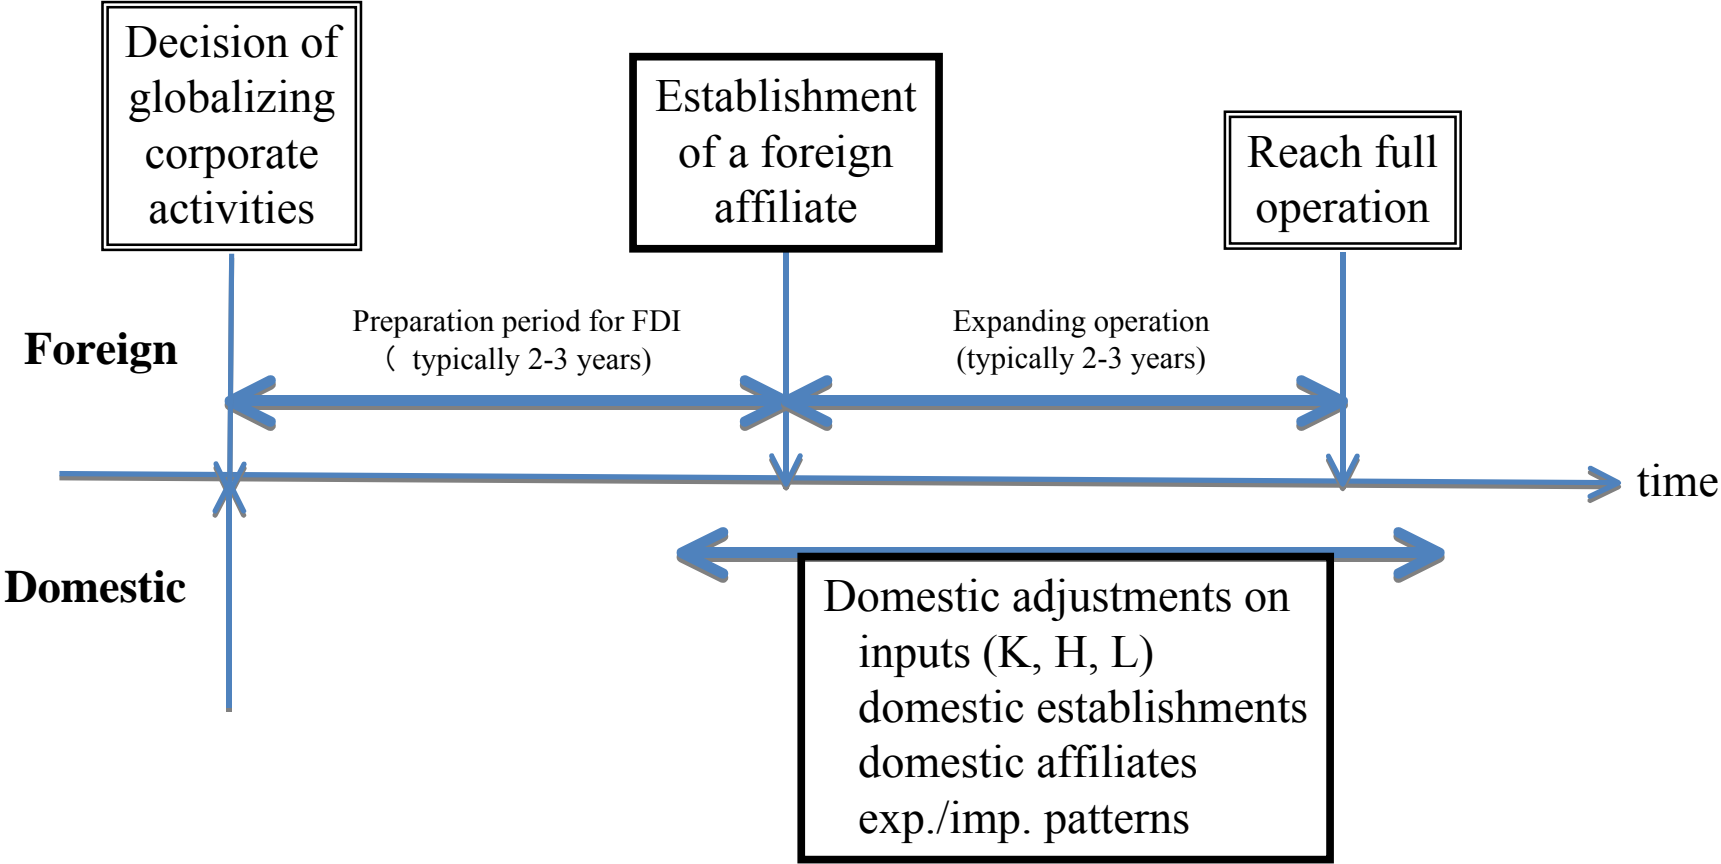 Decision of
globalizing
corporate
activities
Establishment
of a foreign
affiliate
Reach full
operation
Foreign
Preparation period for FDI
（ typically 2-3 years)
Expanding operation
(typically 2-3 years)
time
Domestic
Domestic adjustments on
inputs (K, H, L)
domestic establishments
domestic affiliates
exp./imp. patterns